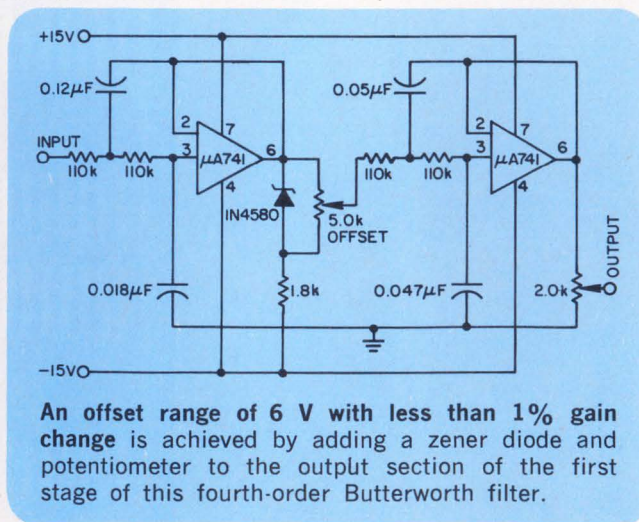 +15V
0.12μF
0.05μF
2
7
2
7
INPUT
μA741
6
μA741
6
3
3
110k
110k
4
110k
110k
4
1N4580
5.0k
OFFSET
OUTPUT
0.018μF
1.8k
0.047μF
2.0k
-15V
An offset range of 6 V with less than 1% gain
change is achieved by adding a zener diode and
potentiometer to the output section of the first
stage of this fourth-order Butterworth filter.